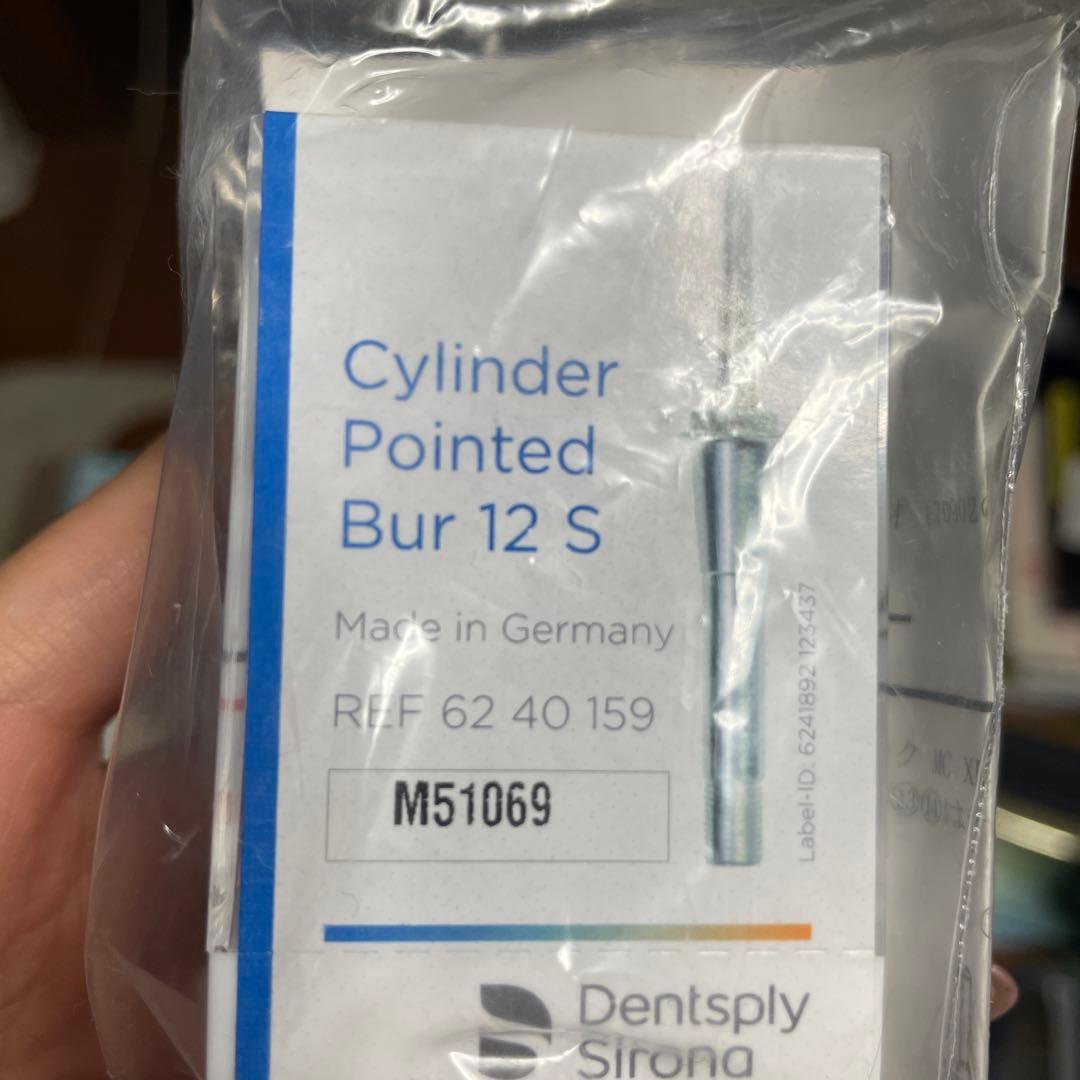 Cylinder
Pointed
Bur 12 S
Made in Germany
REF 62 40 159
M51069
Label-ID: 6241892 123437
Dentsply
Sirona